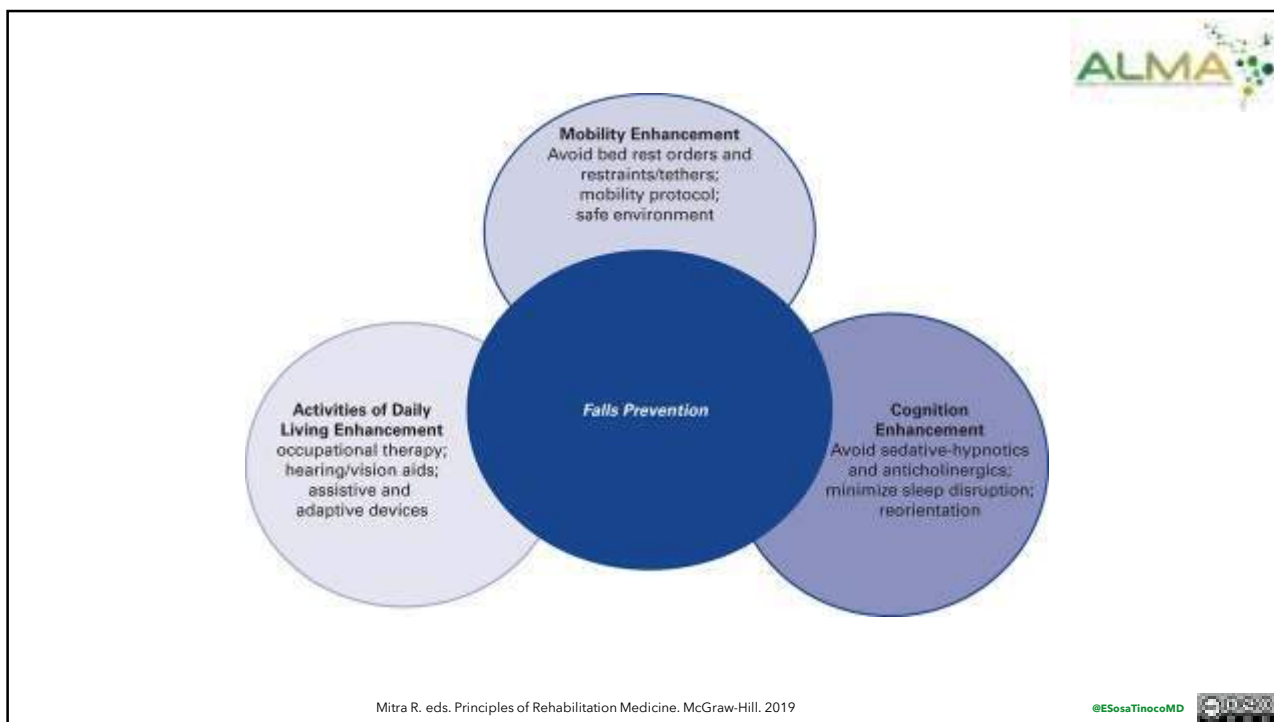 ALMA
Mobility Enhancement
Avoid bed rest orders and
restraints/tethers;
mobility protocol;
safe environment
Activities of Daily
Living Enhancement
occupational therapy;
hearing/vision aids;
assistive and
adaptive devices
Falls Prevention
Cognition
Enhancement
Avoid sedative-hypnotics
and anticholinergics;
minimize sleep disruption;
reorientation
Mitra R. eds. Principles of Rehabilitation Medicine. McGraw-Hill. 2019
@ESosaTinocoMD